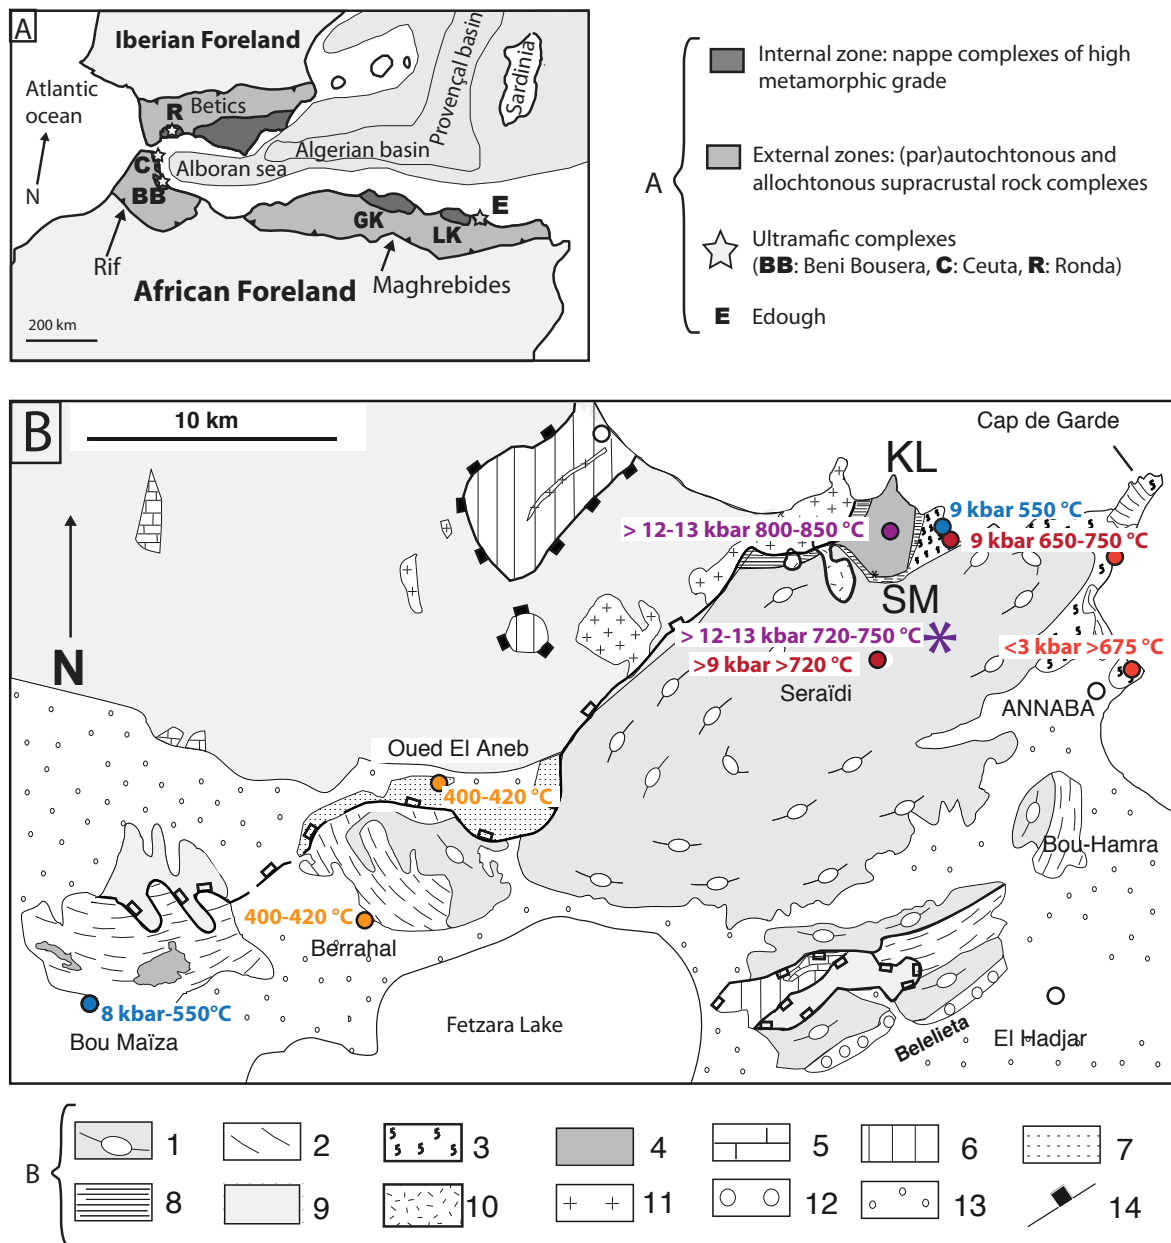 A
Iberian Foreland
Atlantic
ocean
N
R
Betics
Provençal basin
Sardinia
C
Alboran sea
Algerian basin
BB
GK
LK
E
Rif
Maghrebides
African Foreland
200 km
A
Internal zone: nappe complexes of high
metamorphic grade
External zones: (par)autochtonous and
allochtonous supracrustal rock complexes
Ultramafic complexes
(BB: Beni Bousera, C: Ceuta, R: Ronda)
E Edough
B
10 km
N
Cap de Garde
KL
9 kbar 550 °C
> 12-13 kbar 800-850 °C
9 kbar 650-750 °C
SM
> 12-13 kbar 720-750 °C
>9 kbar >720 °C
<3 kbar >675 °C
Seraïdi
ANNABA
Oued El Aneb
400-420 °C
Bou-Hamra
400-420 °C
Berrahal
8 kbar-550°C
Bou Maïza
Fetzara Lake
Belelieta
El Hadjar
B
1 2 3 4 5 6 7
8 9 10 11 12 13 14